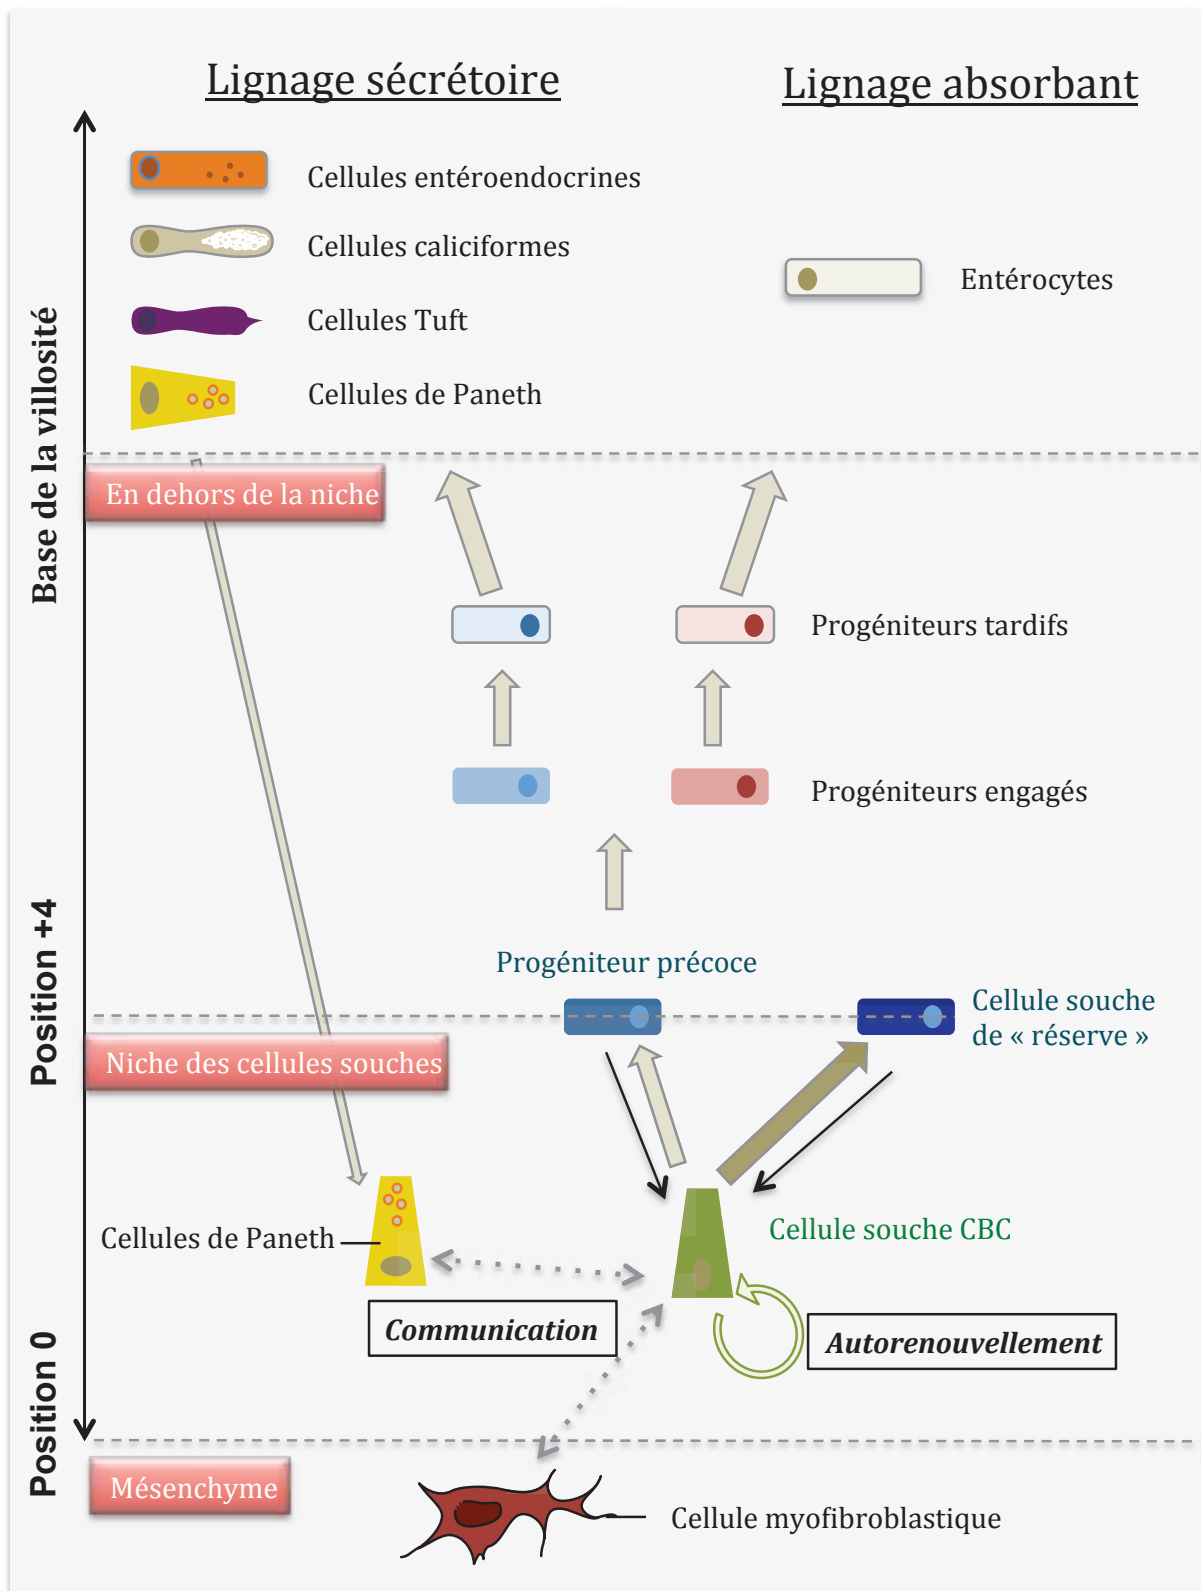 Lignage sécrétoire
Lignage absorbant
Cellules entéroendocrines
Cellules caliciformes
Entérocytes
Cellules Tuft
Cellules de Paneth
Base de la villosité
En dehors de la niche
Progéniteurs tardifs
Progéniteurs engagés
Position +4
Progéniteur précoce
Cellule souche
de « réserve »
Niche des cellules souches
Cellules de Paneth
Cellule souche CBC
Communication
Autorenouvellement
Position 0
Mésenchyme
Cellule myofibroblastique